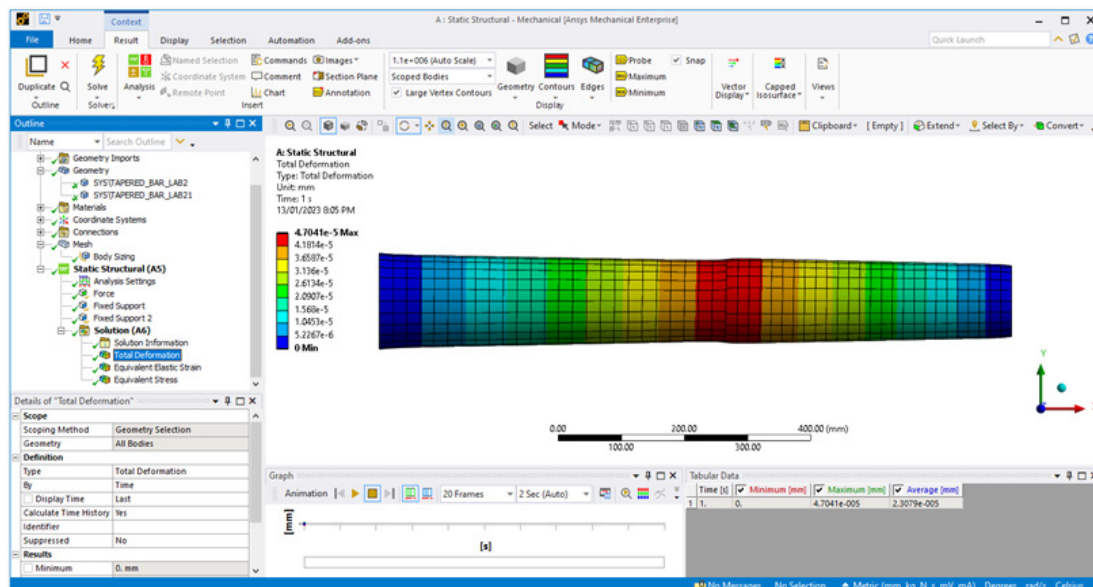 A : Static Structural - Mechanical [Ansys Mechanical Enterprise]
Context
File Home Result Display Selection Automation Add-ons
Quick Launch
Duplicate
Outline
Solve
Solver
Analysis
Named Selection
Coordinate System
Remote Point
Commands
Comment
Chart
Images
Section Plane
Annotation
Insert
1.1e+006 (Auto Scale)
Scoped Bodies
Large Vertex Contours
Geometry Contours Edges
Display
Probe Snap
Maximum
Minimum
Vector Display
Capped Isosurface
Views
Outline
Name Search Outline
Geometry Imports
Geometry
SYS\TAPERED_BAR_LAB2
SYS\TAPERED_BAR_LAB21
Materials
Coordinate Systems
Connections
Mesh
Body Sizing
Static Structural (A5)
Analysis Settings
Force
Fixed Support
Fixed Support 2
Solution (A6)
Solution Information
Total Deformation
Equivalent Elastic Strain
Equivalent Stress
Select Mode Clipboard [ Empty ] Extend Select By Convert
A: Static Structural
Total Deformation
Type: Total Deformation
Unit: mm
Time: 1 s
13/01/2023 8:05 PM
4.7041e-5 Max
4.1814e-5
3.6587e-5
3.136e-5
2.6134e-5
2.0907e-5
1.568e-5
1.0453e-5
5.2267e-6
0 Min
Y
0.00 200.00 400.00 (mm)
100.00 300.00
Details of "Total Deformation"
Scope
Scoping Method Geometry Selection
Geometry All Bodies
Definition
Type Total Deformation
By Time
Display Time Last
Calculate Time History Yes
Identifier
Suppressed No
Results
Minimum 0. mm
Graph
Animation 20 Frames 2 Sec (Auto)
[mm]
[s]
Tabular Data
Time [s] Minimum [mm] Maximum [mm] Average [mm]
1 1. 0. 4.7041e-005 2.3079e-005
No Messages No Selection Metric (mm, kg, N, s, mV, mA) Degrees rad/s Celsius